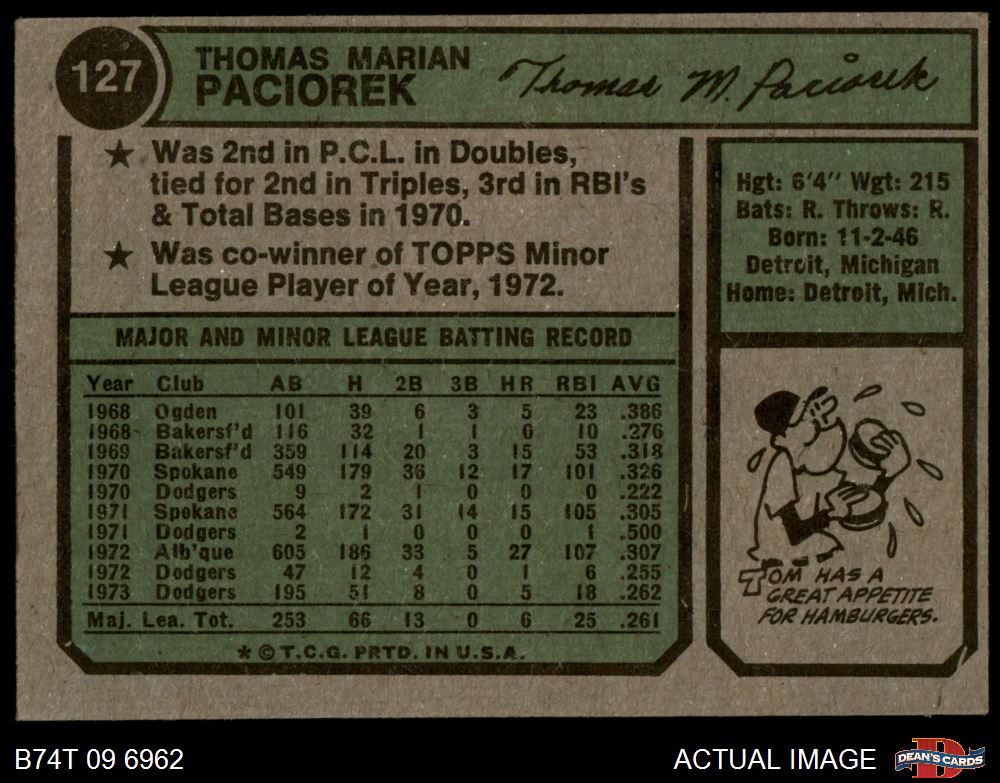 127
THOMAS MARIAN
PACIOREK
Thomas M. Paciorek
★ Was 2nd in P.C.L. in Doubles,
tied for 2nd in Triples, 3rd in RBI's
& Total Bases in 1970.
★ Was co-winner of TOPPS Minor
League Player of Year, 1972.
Hgt: 6'4" Wgt: 215
Bats: R. Throws: R.
Born: 11-2-46
Detroit, Michigan
Home: Detroit, Mich.
MAJOR AND MINOR LEAGUE BATTING RECORD
Year Club AB H 2B 3B HR RBI AVG
1968 Ogden 101 39 6 3 5 23 .386
1968 Bakersf'd 116 32 1 1 0 10 .276
1969 Bakersf'd 359 114 20 3 15 53 .318
1970 Spokane 549 179 36 12 17 101 .326
1970 Dodgers 9 2 1 0 0 0 .222
1971 Spokane 564 172 31 14 15 105 .305
1971 Dodgers 2 1 0 0 0 1 .500
1972 Alb'que 605 186 33 5 27 107 .307
1972 Dodgers 47 12 4 0 1 6 .255
1973 Dodgers 195 51 8 0 5 18 .262
Maj. Lea. Tot. 253 66 13 0 6 25 .261
* © T.C.G. PRTD. IN U.S.A.
TOM HAS A
GREAT APPETITE
FOR HAMBURGERS.
B74T 09 6962
ACTUAL IMAGE
DEAN'S CARDS